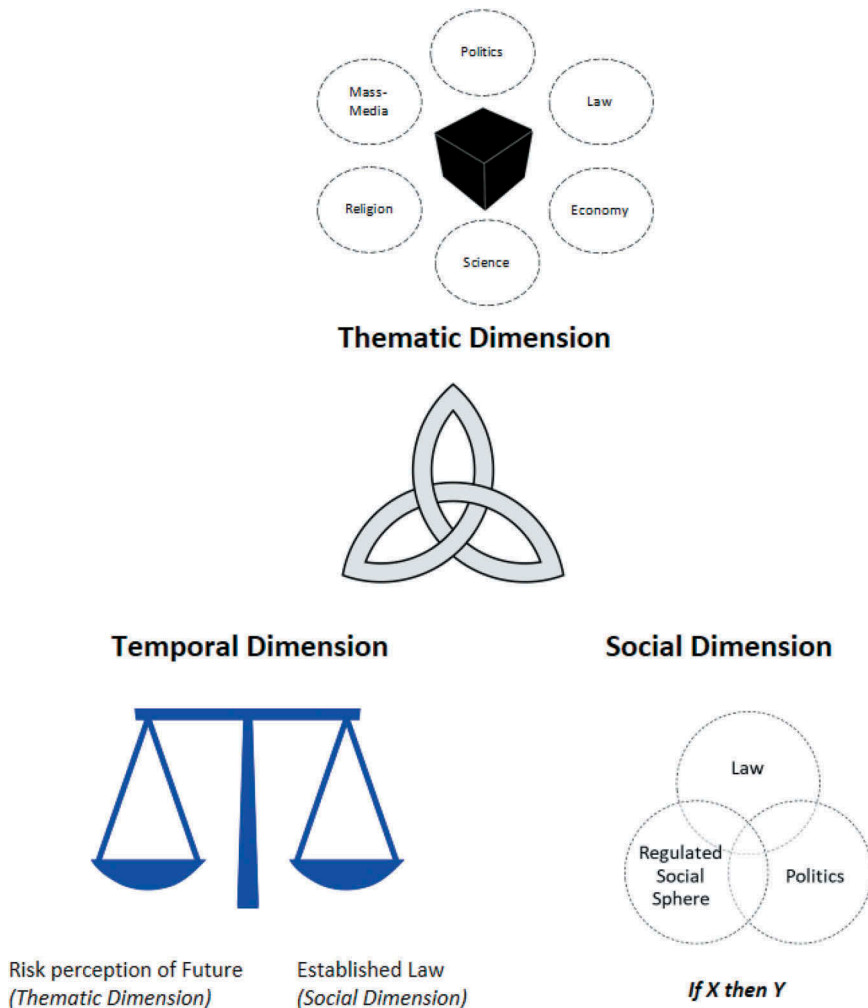 Politics
Mass-
Media
Law
Religion
Economy
Science
Thematic Dimension
Temporal Dimension
Social Dimension
Law
Regulated
Social
Sphere
Politics
Risk perception of Future
(Thematic Dimension)
Established Law
(Social Dimension)
If X then Y